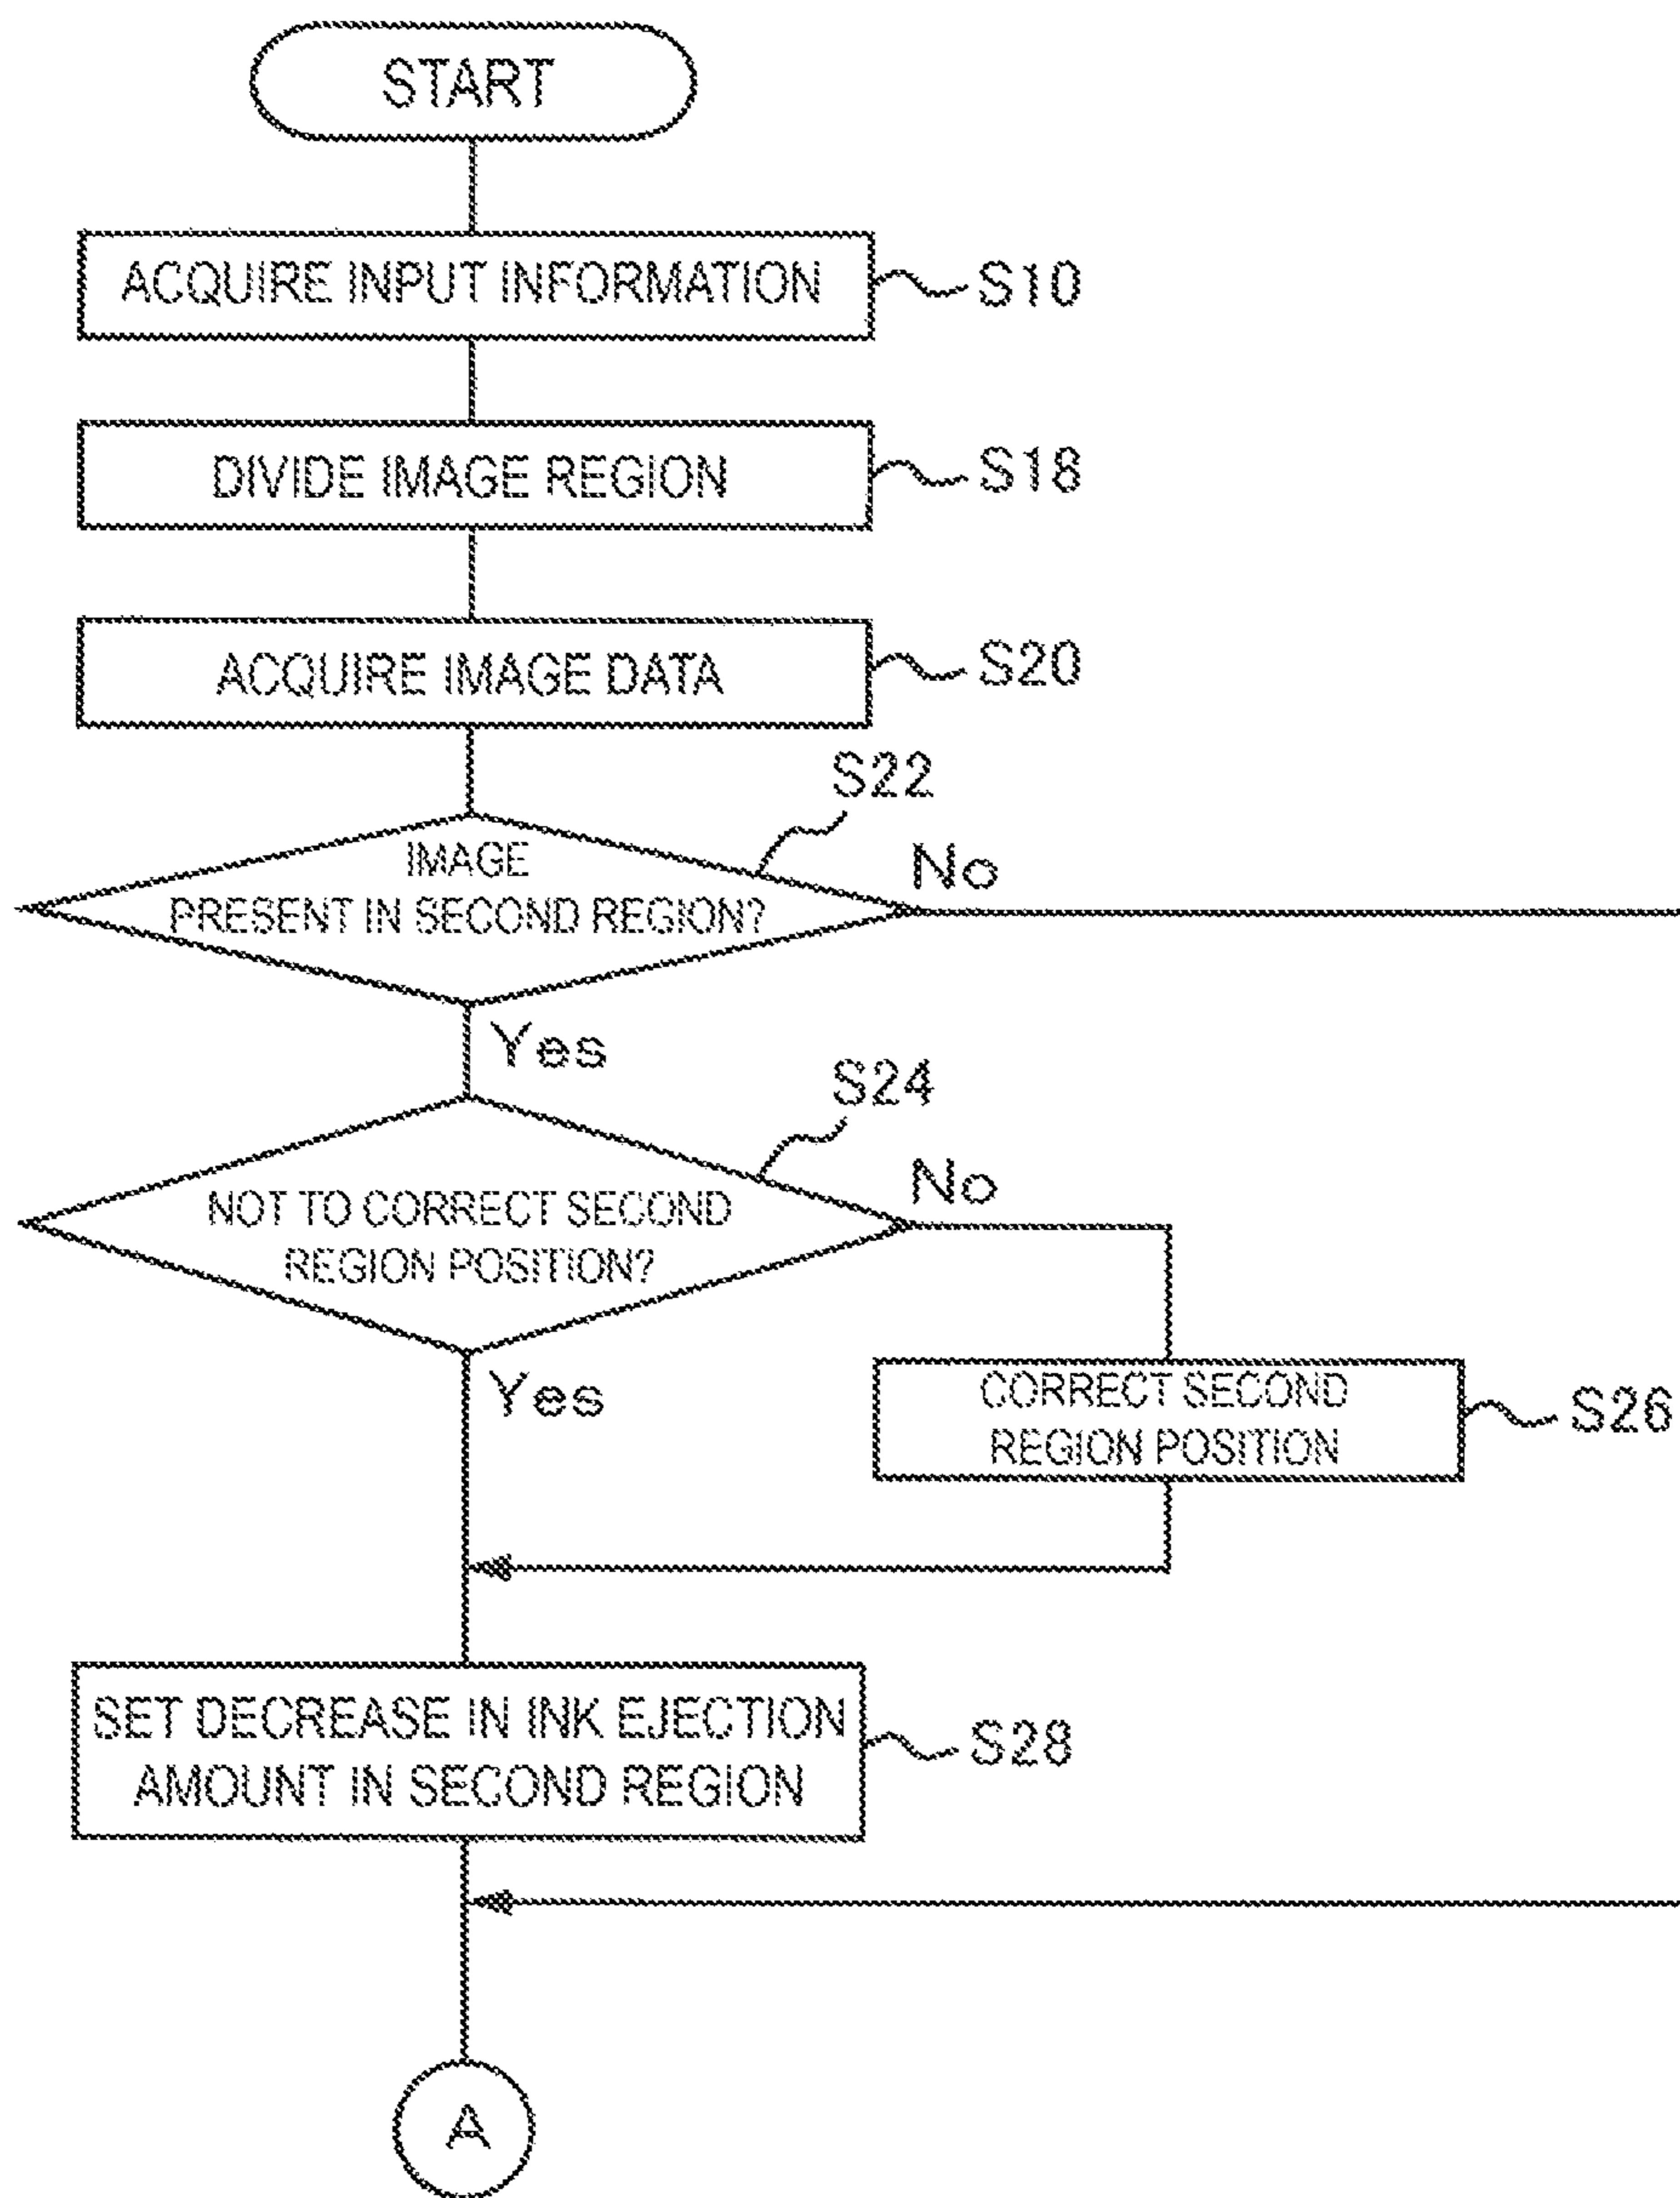 START
ACQUIRE INPUT INFORMATION
S10
DIVIDE IMAGE REGION
S18
ACQUIRE IMAGE DATA
S20
S22
IMAGE
PRESENT IN SECOND REGION?
No
Yes
S24
NOT TO CORRECT SECOND
REGION POSITION?
No
Yes
CORRECT SECOND
REGION POSITION
S26
SET DECREASE IN INK EJECTION
AMOUNT IN SECOND REGION
S28
A